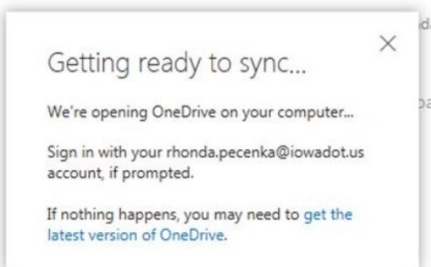 Getting ready to sync...
We're opening OneDrive on your computer...
Sign in with your rhonda.pecenka@iowadot.us
account, if prompted.
If nothing happens, you may need to get the
latest version of OneDrive.